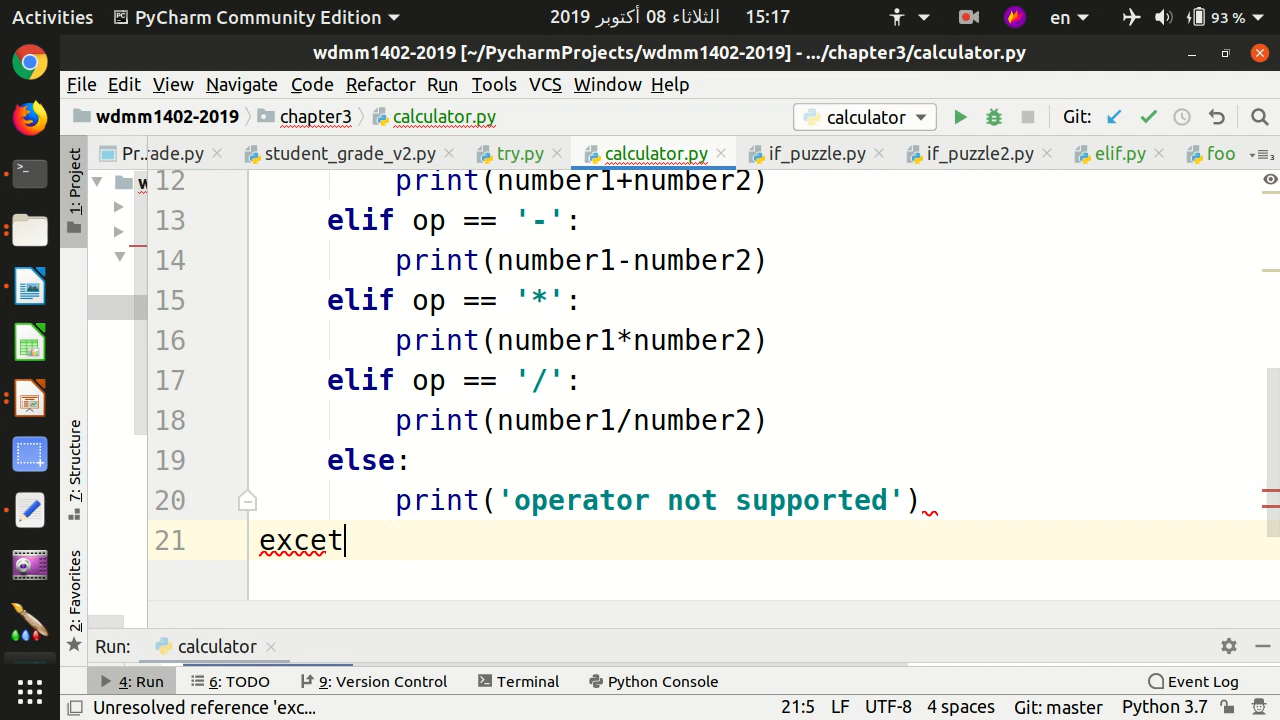 Activities PyCharm Community Edition 2019 الثلاثاء 08 أكتوبر 15:17 en 93 %
wdmm1402-2019 [~/PycharmProjects/wdmm1402-2019] - .../chapter3/calculator.py
File Edit View Navigate Code Refactor Run Tools VCS Window Help
wdmm1402-2019 chapter3 calculator.py calculator Git:
1: Project Pr..ade.py student_grade_v2.py try.py calculator.py if_puzzle.py if_puzzle2.py elif.py foo
12 print(number1+number2)
13 elif op == '-':
14 print(number1-number2)
15 elif op == '*':
16 print(number1*number2)
17 elif op == '/':
18 print(number1/number2)
19 else:
20 print('operator not supported')
21 excet
7: Structure
2: Favorites
Run: calculator
4: Run 6: TODO 9: Version Control Terminal Python Console Event Log
Unresolved reference 'exc... 21:5 LF UTF-8 4 spaces Git: master Python 3.7